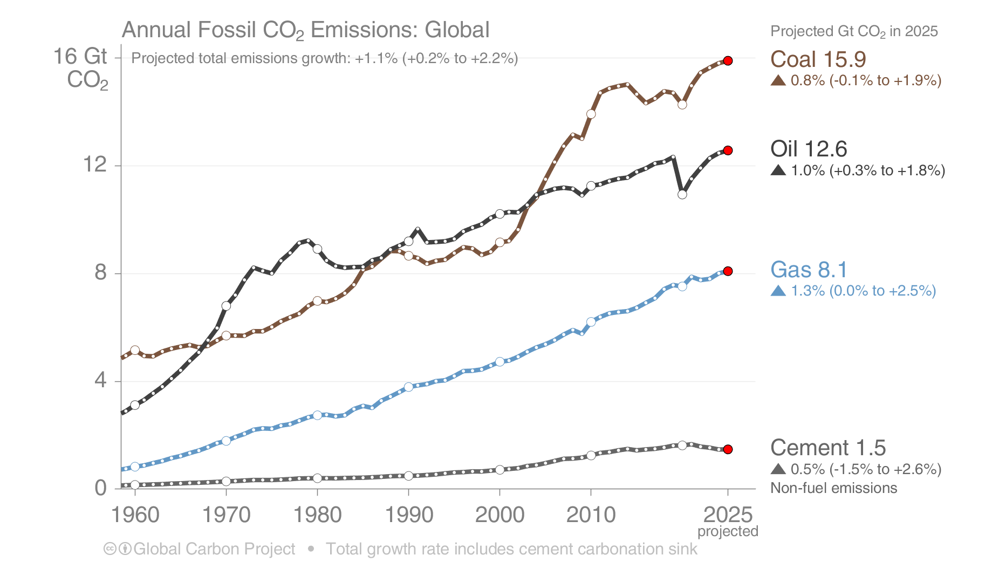 Annual Fossil CO₂ Emissions: Global
Projected total emissions growth: +1.1% (+0.2% to +2.2%)
16 Gt
CO₂
12
8
4
0
1960 1970 1980 1990 2000 2010 2025
projected
Projected Gt CO₂ in 2025
Coal 15.9
▲ 0.8% (-0.1% to +1.9%)
Oil 12.6
▲ 1.0% (+0.3% to +1.8%)
Gas 8.1
▲ 1.3% (0.0% to +2.5%)
Cement 1.5
▲ 0.5% (-1.5% to +2.6%)
Non-fuel emissions
cc Global Carbon Project • Total growth rate includes cement carbonation sink